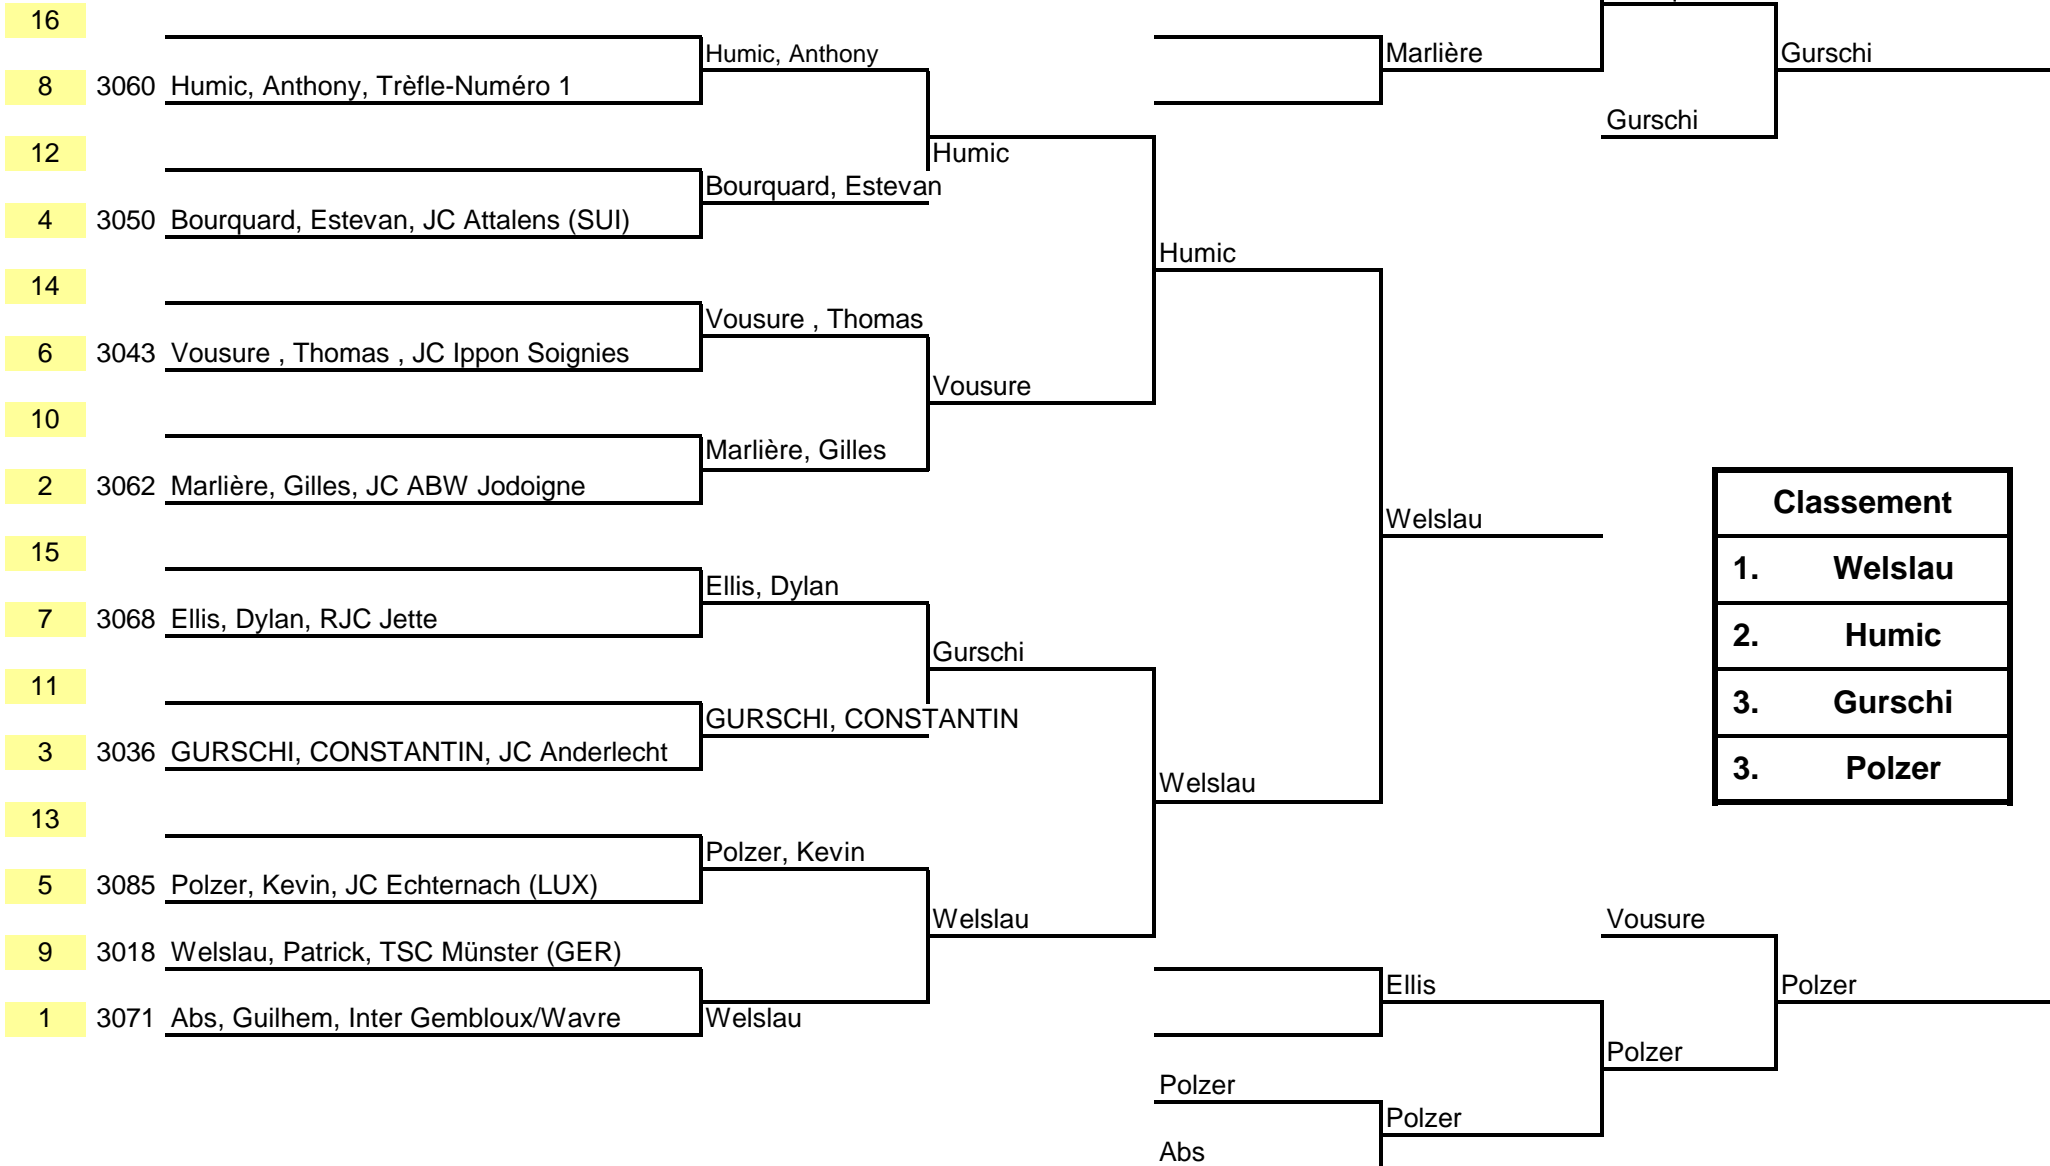 16
Humic, Anthony
Marlière
Gurschi
8 3060 Humic, Anthony, Trèfle-Numéro 1
Gurschi
12
Humic
Bourquard, Estevan
4 3050 Bourquard, Estevan, JC Attalens (SUI)
Humic
14
Vousure , Thomas
6 3043 Vousure , Thomas , JC Ippon Soignies
Vousure
10
Marlière, Gilles
2 3062 Marlière, Gilles, JC ABW Jodoigne
Classement
Welslau
15
1. Welslau
Ellis, Dylan
7 3068 Ellis, Dylan, RJC Jette
2. Humic
Gurschi
11
3. Gurschi
GURSCHI, CONSTANTIN
3 3036 GURSCHI, CONSTANTIN, JC Anderlecht
3. Polzer
Welslau
13
Polzer, Kevin
5 3085 Polzer, Kevin, JC Echternach (LUX)
Welslau
Vousure
9 3018 Welslau, Patrick, TSC Münster (GER)
Ellis
Polzer
1 3071 Abs, Guilhem, Inter Gembloux/Wavre
Welslau
Polzer
Polzer
Polzer
Abs